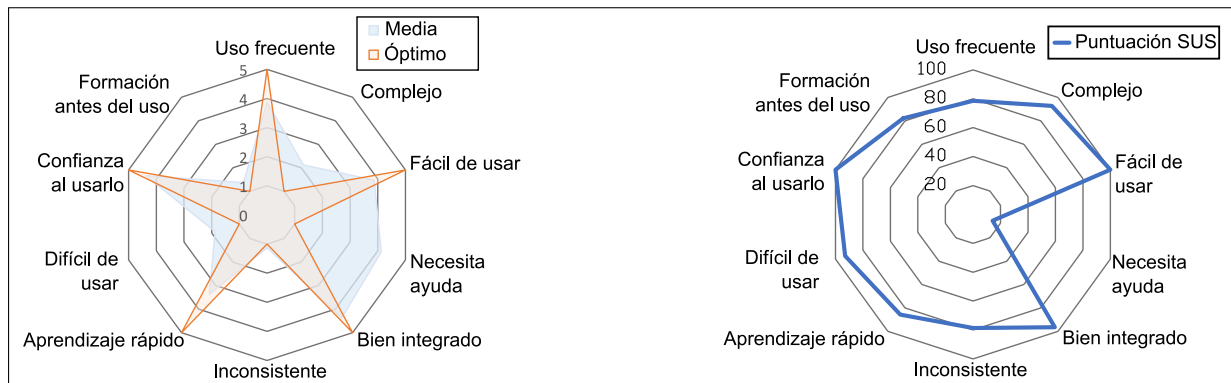 Media
Óptimo
Uso frecuente
Complejo
Fácil de usar
Necesita
ayuda
Bien integrado
Inconsistente
Aprendizaje rápido
Difícil de
usar
Confianza
al usarlo
Formación
antes del uso
5
4
3
2
1
0
Puntuación SUS
Uso frecuente
Complejo
Fácil de
usar
Necesita
ayuda
Bien integrado
Inconsistente
Aprendizaje rápido
Difícil de
usar
Confianza
al usarlo
Formación
antes del uso
100
80
60
40
20